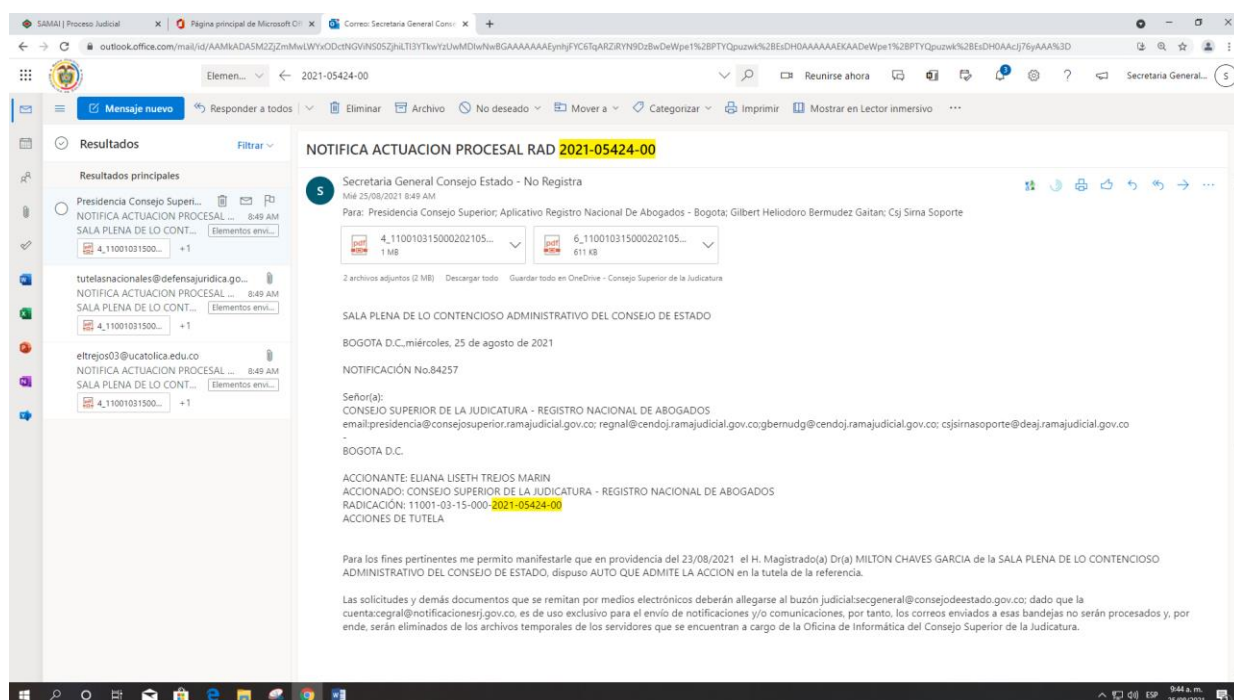 SAMAI | Proceso Judicial
Página principal de Microsoft Of
Correo: Secretaria General Conse
2021-05424-00
Elemen...
Reunirse ahora
3
Secretaria General...
S
Mensaje nuevo
Responder a todos
Eliminar
Archivo
No deseado
Mover a
Categorizar
Imprimir
Mostrar en Lector inmersivo
Resultados
Filtrar
Resultados principales
Presidencia Consejo Superi...
NOTIFICA ACTUACION PROCESAL ... 8:49 AM
SALA PLENA DE LO CONT... Elementos envi...
4_11001031500... +1
tutelasnacionales@defensajuridica.go...
NOTIFICA ACTUACION PROCESAL ... 8:49 AM
SALA PLENA DE LO CONT... Elementos envi...
4_11001031500... +1
eltrejos03@ucatolica.edu.co
NOTIFICA ACTUACION PROCESAL ... 8:49 AM
SALA PLENA DE LO CONT... Elementos envi...
4_11001031500... +1
NOTIFICA ACTUACION PROCESAL RAD 2021-05424-00
S
Secretaria General Consejo Estado - No Registra
Mié 25/08/2021 8:49 AM
Para: Presidencia Consejo Superior; Aplicativo Registro Nacional De Abogados - Bogota; Gilbert Heliodoro Bermudez Gaitan; Csj Sirna Soporte
pdf 4_110010315000202105...
1 MB
pdf 6_110010315000202105...
611 KB
2 archivos adjuntos (2 MB) Descargar todo Guardar todo en OneDrive - Consejo Superior de la Judicatura
SALA PLENA DE LO CONTENCIOSO ADMINISTRATIVO DEL CONSEJO DE ESTADO
BOGOTA D.C.,miércoles, 25 de agosto de 2021
NOTIFICACIÓN No.84257
Señor(a):
CONSEJO SUPERIOR DE LA JUDICATURA - REGISTRO NACIONAL DE ABOGADOS
email:presidencia@consejosuperior.ramajudicial.gov.co; regnal@cendoj.ramajudicial.gov.co;gbernudg@cendoj.ramajudicial.gov.co; csjsirnasoporte@deaj.ramajudicial.gov.co
-
BOGOTA D.C.
ACCIONANTE: ELIANA LISETH TREJOS MARIN
ACCIONADO: CONSEJO SUPERIOR DE LA JUDICATURA - REGISTRO NACIONAL DE ABOGADOS
RADICACIÓN: 11001-03-15-000-2021-05424-00
ACCIONES DE TUTELA
Para los fines pertinentes me permito manifestarle que en providencia del 23/08/2021 el H. Magistrado(a) Dr(a) MILTON CHAVES GARCIA de la SALA PLENA DE LO CONTENCIOSO
ADMINISTRATIVO DEL CONSEJO DE ESTADO, dispuso AUTO QUE ADMITE LA ACCION en la tutela de la referencia.
Las solicitudes y demás documentos que se remitan por medios electrónicos deberán allegarse al buzón judicial:secgeneral@consejodeestado.gov.co; dado que la
cuenta:cegral@notificacionesrj.gov.co, es de uso exclusivo para el envío de notificaciones y/o comunicaciones, por tanto, los correos enviados a esas bandejas no serán procesados y, por
ende, serán eliminados de los archivos temporales de los servidores que se encuentran a cargo de la Oficina de Informática del Consejo Superior de la Judicatura.
ESP
9:44 a. m.